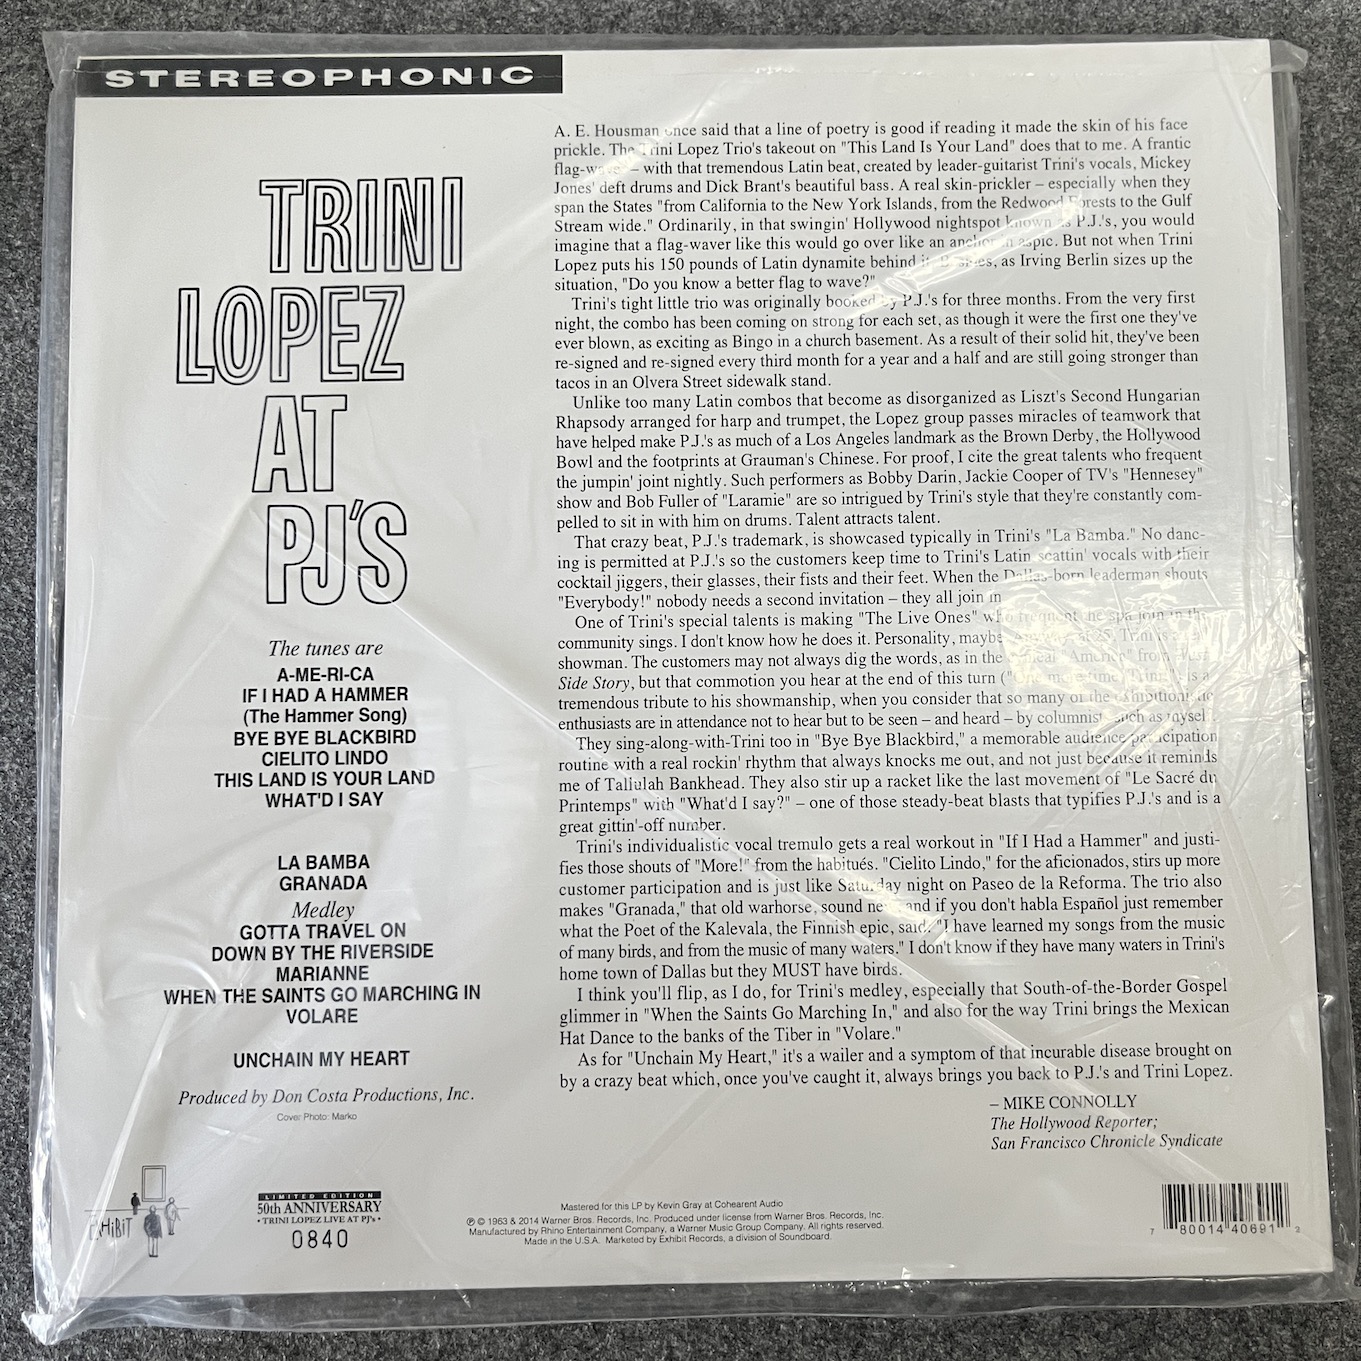 STEREOPHONIC
TRINI
LOPEZ
AT
PJ'S
The tunes are
A-ME-RI-CA
IF I HAD A HAMMER
(The Hammer Song)
BYE BYE BLACKBIRD
CIELITO LINDO
THIS LAND IS YOUR LAND
WHAT'D I SAY
LA BAMBA
GRANADA
Medley
GOTTA TRAVEL ON
DOWN BY THE RIVERSIDE
MARIANNE
WHEN THE SAINTS GO MARCHING IN
VOLARE
UNCHAIN MY HEART
Produced by Don Costa Productions, Inc.
Cover Photo: Marko
A. E. Housman once said that a line of poetry is good if reading it made the skin of his face
prickle. The Trini Lopez Trio's takeout on "This Land Is Your Land" does that to me. A frantic
– with that tremendous Latin beat, created by leader-guitarist Trini's vocals, Mickey
Jones' deft drums and Dick Brant's beautiful bass. A real skin-prickler – especially when they
span the States "from California to the New York Islands, from the Redwood Forests to the Gulf
Stream wide." Ordinarily, in that swingin' Hollywood nightspot known as P.J.'s, you would
imagine that a flag-waver like this would go over like an anchor in aspic. But not when Trini
Lopez puts his 150 pounds of Latin dynamite behind it. Besides, as Irving Berlin sizes up the
situation, "Do you know a better flag to wave?"
Trini's tight little trio was originally booked by P.J.'s for three months. From the very first
night, the combo has been coming on strong for each set, as though it were the first one they've
ever blown, as exciting as Bingo in a church basement. As a result of their solid hit, they've been
re-signed and re-signed every third month for a year and a half and are still going stronger than
tacos in an Olvera Street sidewalk stand.
Unlike too many Latin combos that become as disorganized as Liszt's Second Hungarian
Rhapsody arranged for harp and trumpet, the Lopez group passes miracles of teamwork that
have helped make P.J.'s as much of a Los Angeles landmark as the Brown Derby, the Hollywood
Bowl and the footprints at Grauman's Chinese. For proof, I cite the great talents who frequent
the jumpin' joint nightly. Such performers as Bobby Darin, Jackie Cooper of TV's "Hennesey"
show and Bob Fuller of "Laramie" are so intrigued by Trini's style that they're constantly com-
pelled to sit in with him on drums. Talent attracts talent.
That crazy beat, P.J.'s trademark, is showcased typically in Trini's "La Bamba." No danc-
ing is permitted at P.J.'s so the customers keep time to Trini's Latin scattin' vocals with their
cocktail jiggers, their glasses, their fists and their feet. When the Dallas-born leaderman shouts
"Everybody!" nobody needs a second invitation – they all join in
One of Trini's special talents is making "The Live Ones" who frequent the spa join in the
community sings. I don't know how he does it. Personality, maybe at 25, Trini is
showman. The customers may not always dig the words, as in the "America" from West
Side Story, but that commotion you hear at the end of this turn ("One more time, Trini") is a
tremendous tribute to his showmanship, when you consider that so many of the exhibitionistic
enthusiasts are in attendance not to hear but to be seen – and heard – by columnist such as myself.
They sing-along-with-Trini too in "Bye Bye Blackbird," a memorable audience participation
routine with a real rockin' rhythm that always knocks me out, and not just because it reminds
me of Tallulah Bankhead. They also stir up a racket like the last movement of "Le Sacré du
Printemps" with "What'd I say?" – one of those steady-beat blasts that typifies P.J.'s and is a
great gittin'-off number.
Trini's individualistic vocal tremulo gets a real workout in "If I Had a Hammer" and justi-
fies those shouts of "More!" from the habitués. "Cielito Lindo," for the aficionados, stirs up more
customer participation and is just like Saturday night on Paseo de la Reforma. The trio also
makes "Granada," that old warhorse, sound and if you don't habla Español just remember
what the Poet of the Kalevala, the Finnish epic, said: "I have learned my songs from the music
of many birds, and from the music of many waters." I don't know if they have many waters in Trini's
home town of Dallas but they MUST have birds.
I think you'll flip, as I do, for Trini's medley, especially that South-of-the-Border Gospel
glimmer in "When the Saints Go Marching In," and also for the way Trini brings the Mexican
Hat Dance to the banks of the Tiber in "Volare."
As for "Unchain My Heart," it's a wailer and a symptom of that incurable disease brought on
by a crazy beat which, once you've caught it, always brings you back to P.J.'s and Trini Lopez.
– MIKE CONNOLLY
The Hollywood Reporter;
San Francisco Chronicle Syndicate
EXHIBIT
LIMITED EDITION
50th ANNIVERSARY
• TRINI LOPEZ LIVE AT PJ's •
0840
Mastered for this LP by Kevin Gray at Cohearent Audio
℗ © 1963 & 2014 Warner Bros. Records, Inc. Produced under license from Warner Bros. Records, Inc.
Manufactured by Rhino Entertainment Company, a Warner Music Group Company. All rights reserved.
Made in the U.S.A. Marketed by Exhibit Records, a division of Soundboard.
7 80014 40691 2